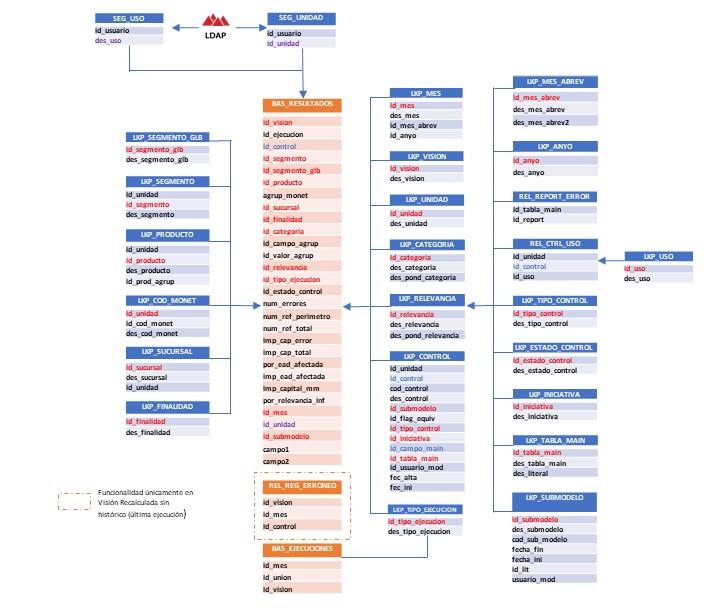 SEG_USO
id_usuario
des_uso
LDAP
SEG_UNIDAD
id_usuario
id_unidad
LKP_SEGMENTO_GLB
id_segmento_glb
des_segmento_glb
LKP_SEGMENTO
id_unidad
id_segmento
des_segmento
LKP_PRODUCTO
id_unidad
id_producto
des_producto
id_prod_agrup
LKP_COD_MONET
id_unidad
id_cod_monet
des_cod_monet
LKP_SUCURSAL
id_sucursal
des_sucursal
id_unidad
LKP_FINALIDAD
id_finalidad
des_finalidad
Funcionalidad únicamente en
Visión Recalculada sin
histórico (última ejecución)
BAS_RESULTADOS
id_vision
id_ejecucion
id_control
id_segmento
id_segmento_glb
id_producto
agrup_monet
id_sucursal
id_finalidad
id_categoria
id_campo_agrup
id_valor_agrup
id_relevancia
id_tipo_ejecucion
id_estado_control
num_errores
num_ref_perimetro
num_ref_total
imp_cap_error
imp_cap_total
por_ead_afectada
imp_ead_afectada
imp_capital_mm
por_relevancia_inf
id_mes
id_unidad
id_submodelo
campo1
campo2
REL_REG_ERRONEO
id_vision
id_mes
id_control
BAS_EJECUCIONES
id_mes
id_union
id_vision
LKP_MES
id_mes
des_mes
id_mes_abrev
id_anyo
LKP_VISION
id_vision
des_vision
LKP_UNIDAD
id_unidad
des_unidad
LKP_CATEGORIA
id_categoria
des_categoria
des_pond_categoria
LKP_RELEVANCIA
id_relevancia
des_relevancia
des_pond_relevancia
LKP_CONTROL
id_unidad
id_control
cod_control
des_control
id_submodelo
id_flag_equiv
id_tipo_control
id_iniciativa
id_campo_main
id_tabla_main
id_usuario_mod
fec_alta
fec_ini
LKP_TIPO_EJECUCION
id_tipo_ejecucion
des_tipo_ejecucion
LKP_MES_ABREV
id_mes_abrev
des_mes_abrev
des_mes_abrev2
LKP_ANYO
id_anyo
des_anyo
REL_REPORT_ERROR
id_tabla_main
id_report
REL_CTRL_USO
id_unidad
id_control
id_uso
LKP_USO
id_uso
des_uso
LKP_TIPO_CONTROL
id_tipo_control
des_tipo_control
LKP_ESTADO_CONTROL
id_estado_control
des_estado_control
LKP_INICIATIVA
id_iniciativa
des_iniciativa
LKP_TABLA_MAIN
id_tabla_main
des_tabla_main
des_literal
LKP_SUBMODELO
id_submodelo
des_submodelo
cod_sub_modelo
fecha_fin
fecha_ini
id_lit
usuario_mod